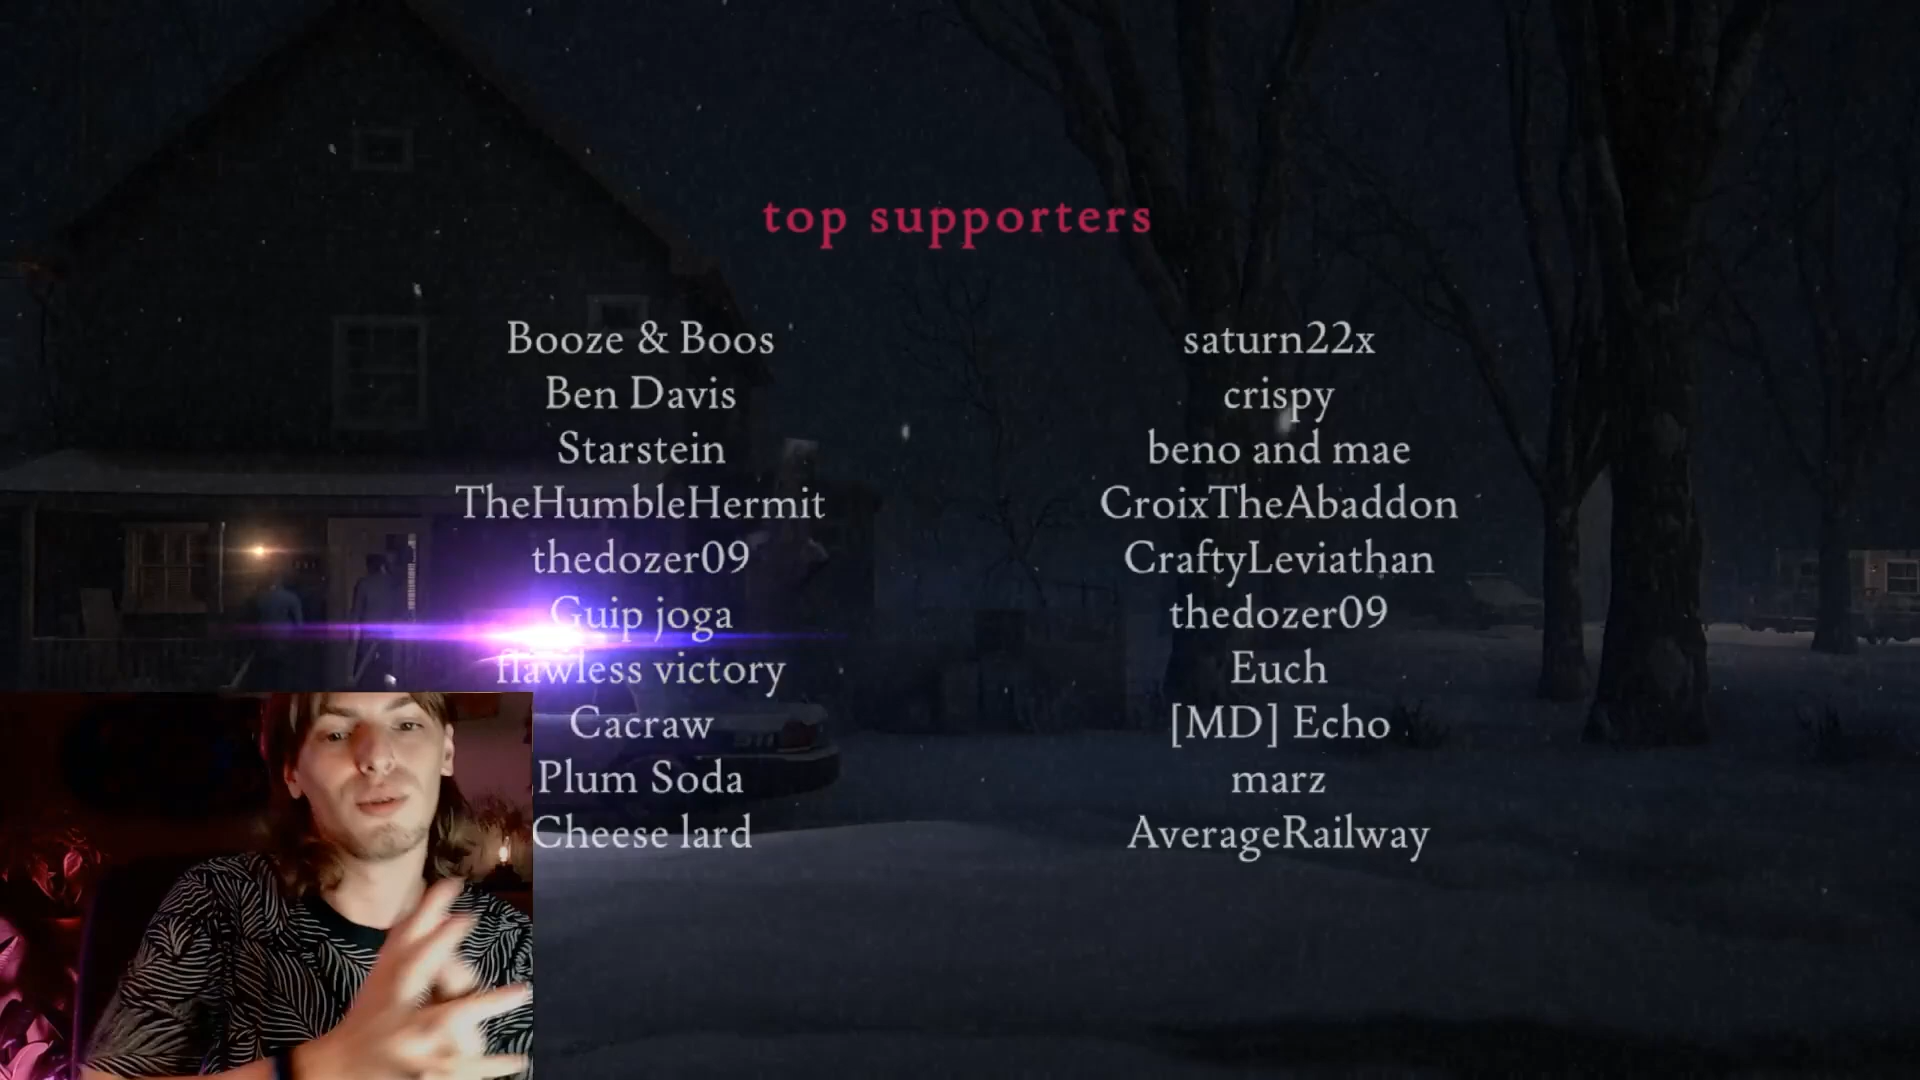 top supporters
Booze & Boos
Ben Davis
Starstein
TheHumbleHermit
thedozer09
Guip joga
flawless victory
Cacraw
Plum Soda
Cheese lard
saturn22x
crispy
beno and mae
CroixTheAbaddon
CraftyLeviathan
thedozer09
Euch
[MD] Echo
marz
AverageRailway